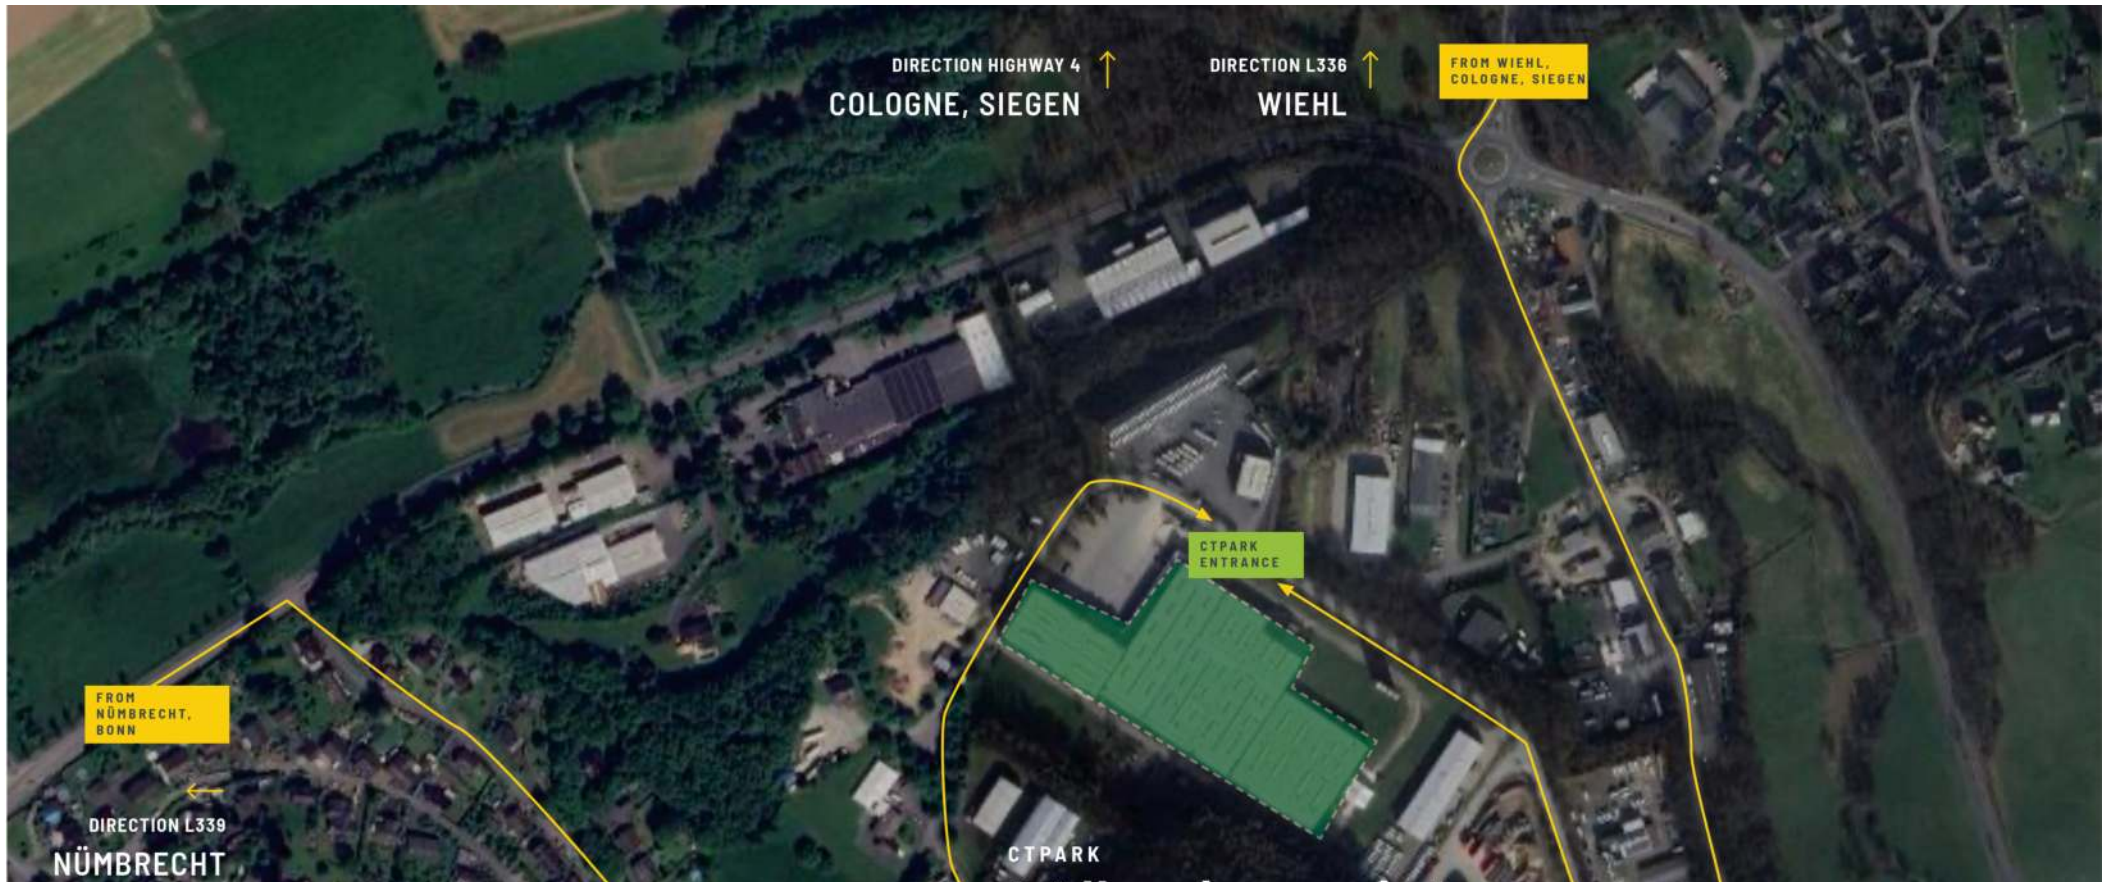 DIRECTION HIGHWAY 4
COLOGNE, SIEGEN
DIRECTION L336
WIEHL
FROM WIEHL,
COLOGNE, SIEGEN
CTPARK
ENTRANCE
FROM
NÜMBRECHT,
BONN
DIRECTION L339
NÜMBRECHT
CTPARK